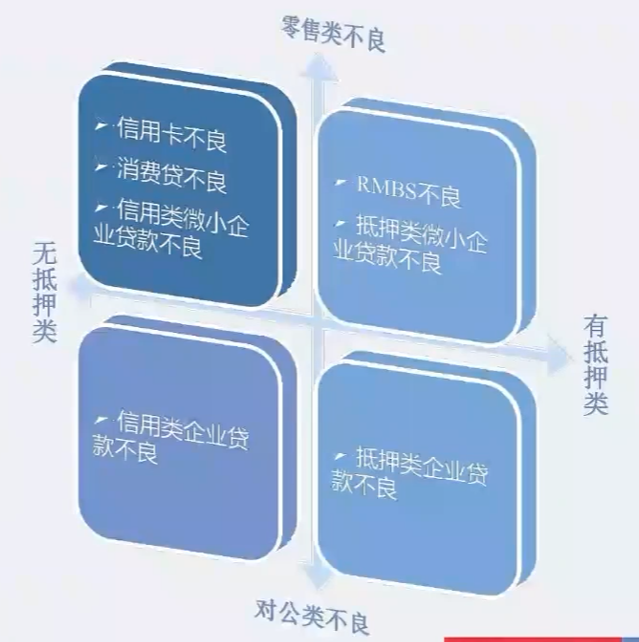 零售类不良
信用卡不良
消费贷不良
信用类微小企
业贷款不良
RMBS不良
抵押类微小企
业贷款不良
无抵押类
有抵押类
信用类企业贷
款不良
抵押类企业贷
款不良
对公类不良